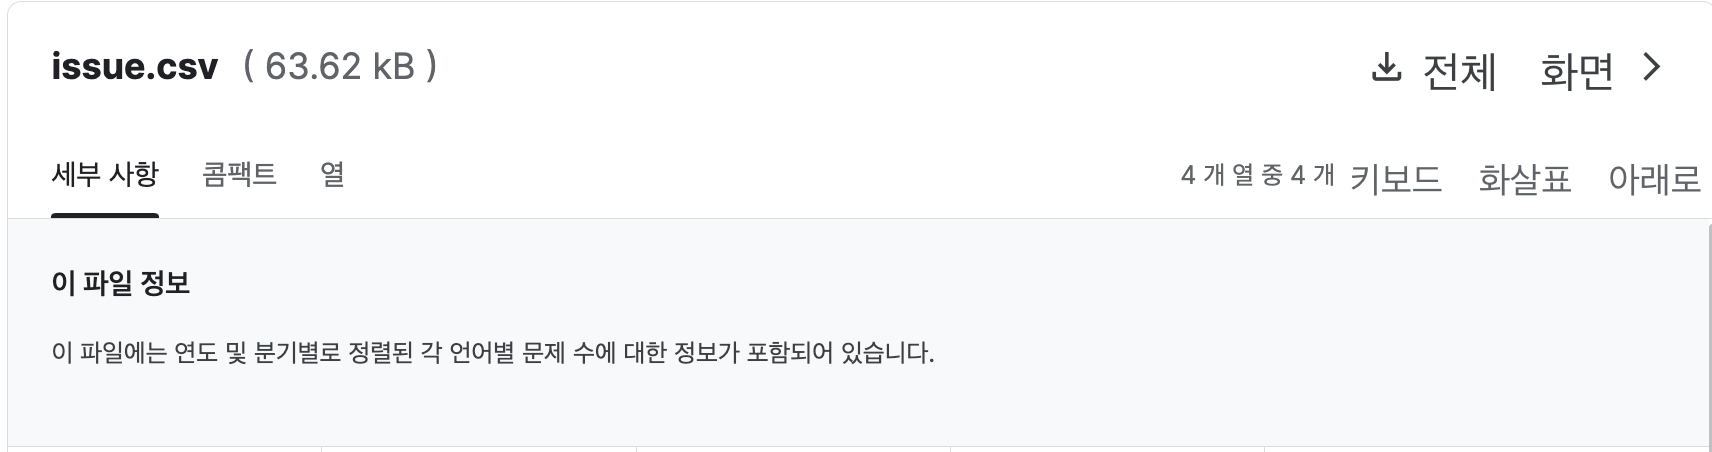 issue.csv ( 63.62 kB ) 전체 화면
세부 사항 콤팩트 열 4 개 열 중 4 개 키보드 화살표 아래로
이 파일 정보
이 파일에는 연도 및 분기별로 정렬된 각 언어별 문제 수에 대한 정보가 포함되어 있습니다.